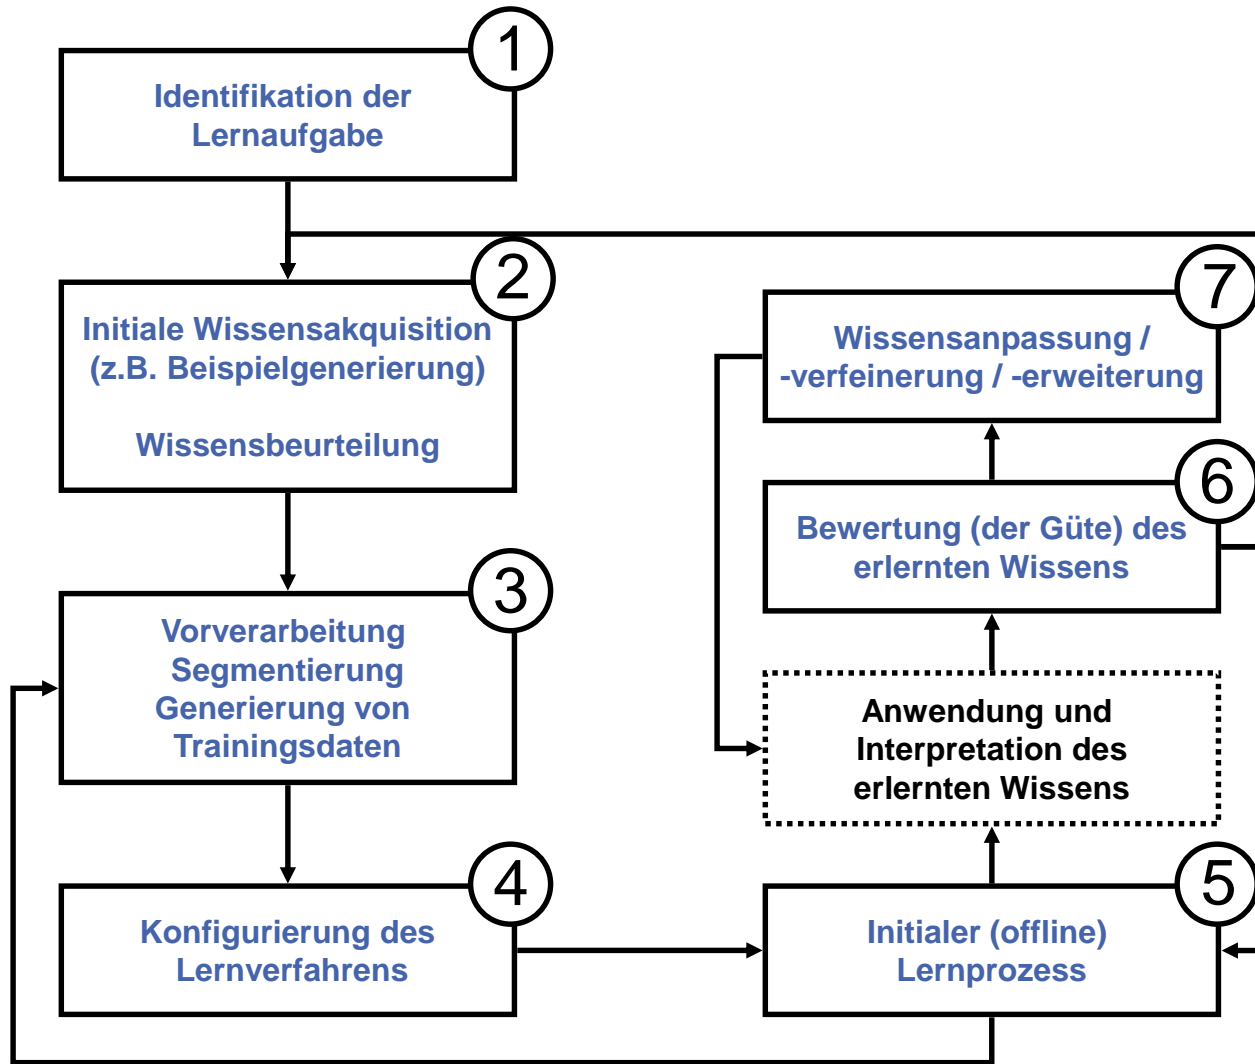 1
Identifikation der
Lernaufgabe
2
Initiale Wissensakquisition
(z.B. Beispielgenerierung)
Wissensbeurteilung
3
Vorverarbeitung
Segmentierung
Generierung von
Trainingsdaten
4
Konfigurierung des
Lernverfahrens
5
Initialer (offline)
Lernprozess
Anwendung und
Interpretation des
erlernten Wissens
6
Bewertung (der Güte) des
erlernten Wissens
7
Wissensanpassung /
-verfeinerung / -erweiterung